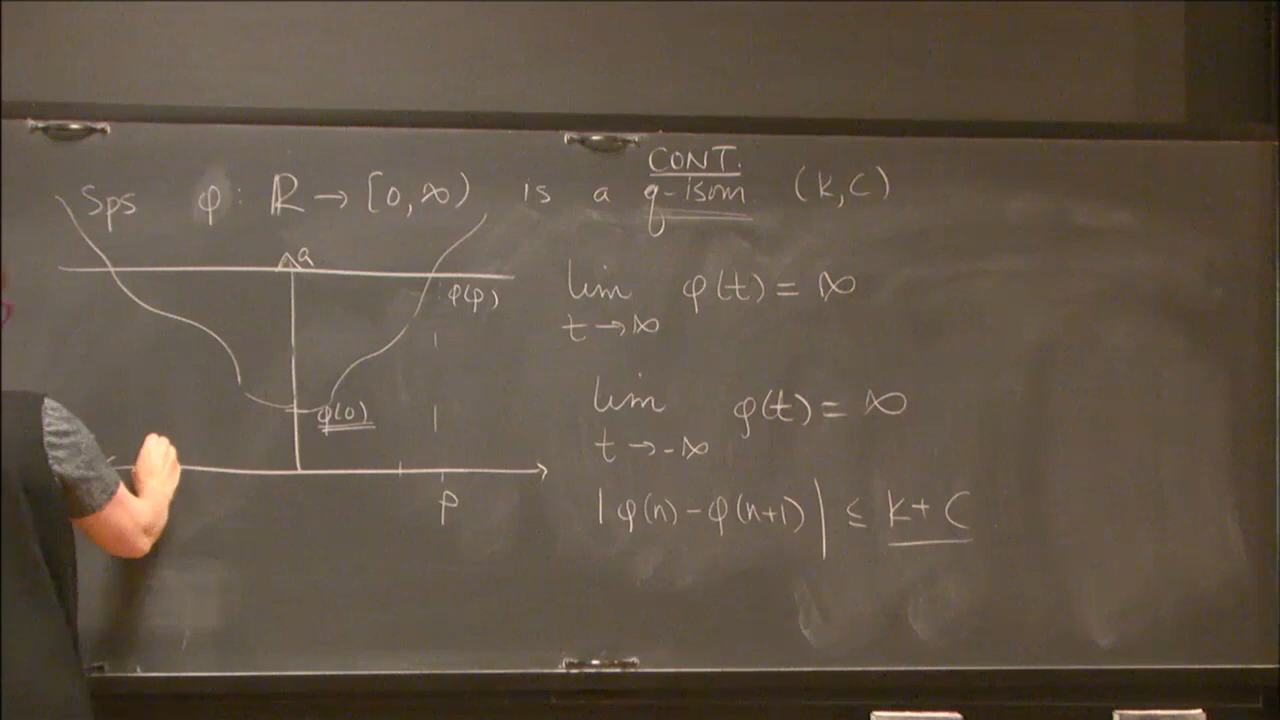 CONT.
Sps φ: ℝ → [0,∞) is a q-isom (K,C)
a
φ(p)
lim φ(t) = ∞
t→∞
lim φ(t) = ∞
t→-∞
φ(0)
p
|φ(n) - φ(n+1)| ≤ K + C